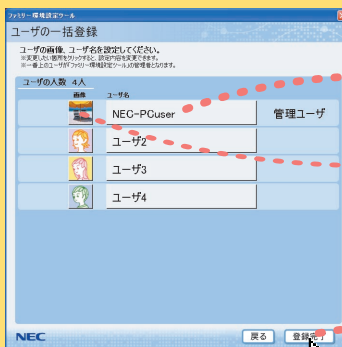 ファミリー環境設定ツール
ユーザの一括登録
ユーザの画像、ユーザ名を設定してください。
※変更したい箇所をクリックすると、設定内容を変更できます。
※一番上のユーザが「ファミリー環境設定ツール」の管理者となります。
ユーザの人数 4人
画像 ユーザ名
NEC-PCuser 管理ユーザ
ユーザ2
ユーザ3
ユーザ4
NEC 戻る 登録完了